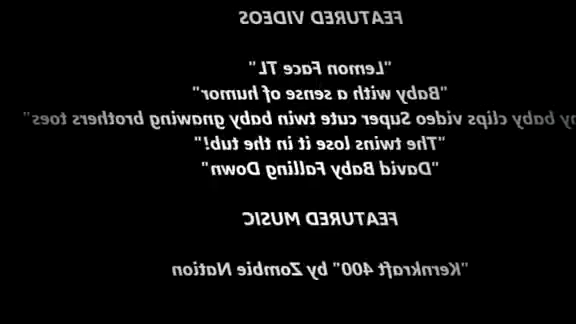 FEATURED VIDEOS
"Lemon Face TL"
"Baby with a sense of humor"
baby clips video Super cute twin baby gnawing brothers toes"
"The twins lose it in the tub!"
"David Baby Falling Down"
FEATURED MUSIC
"Kernkraft 400" by Zombie Nation